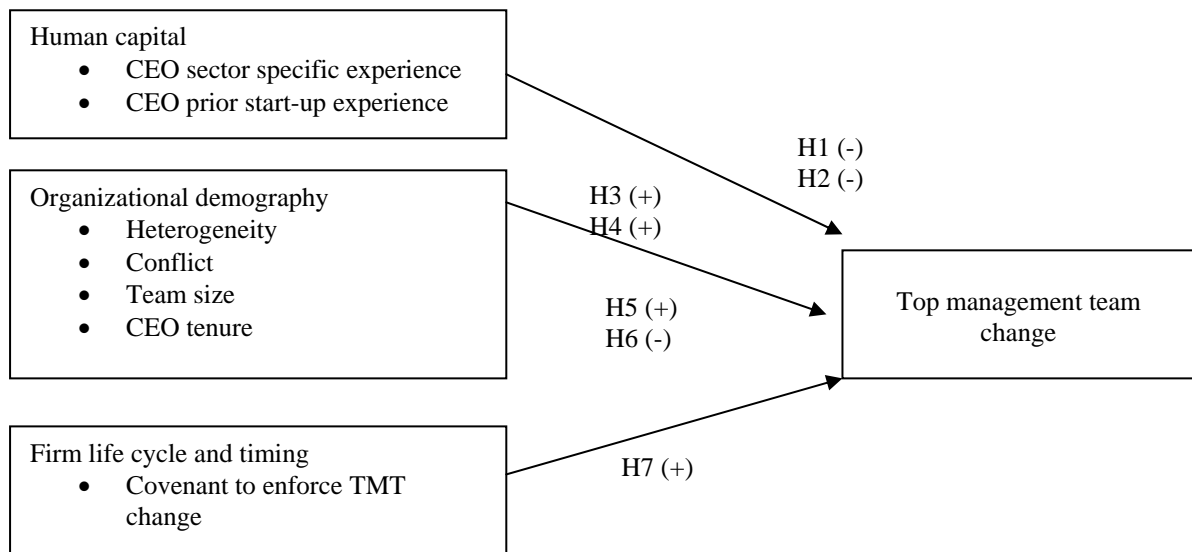 Human capital
• CEO sector specific experience
• CEO prior start-up experience
H1 (-)
H2 (-)
Organizational demography
• Heterogeneity
• Conflict
• Team size
• CEO tenure
H3 (+)
H4 (+)
H5 (+)
H6 (-)
Top management team
change
Firm life cycle and timing
• Covenant to enforce TMT
change
H7 (+)